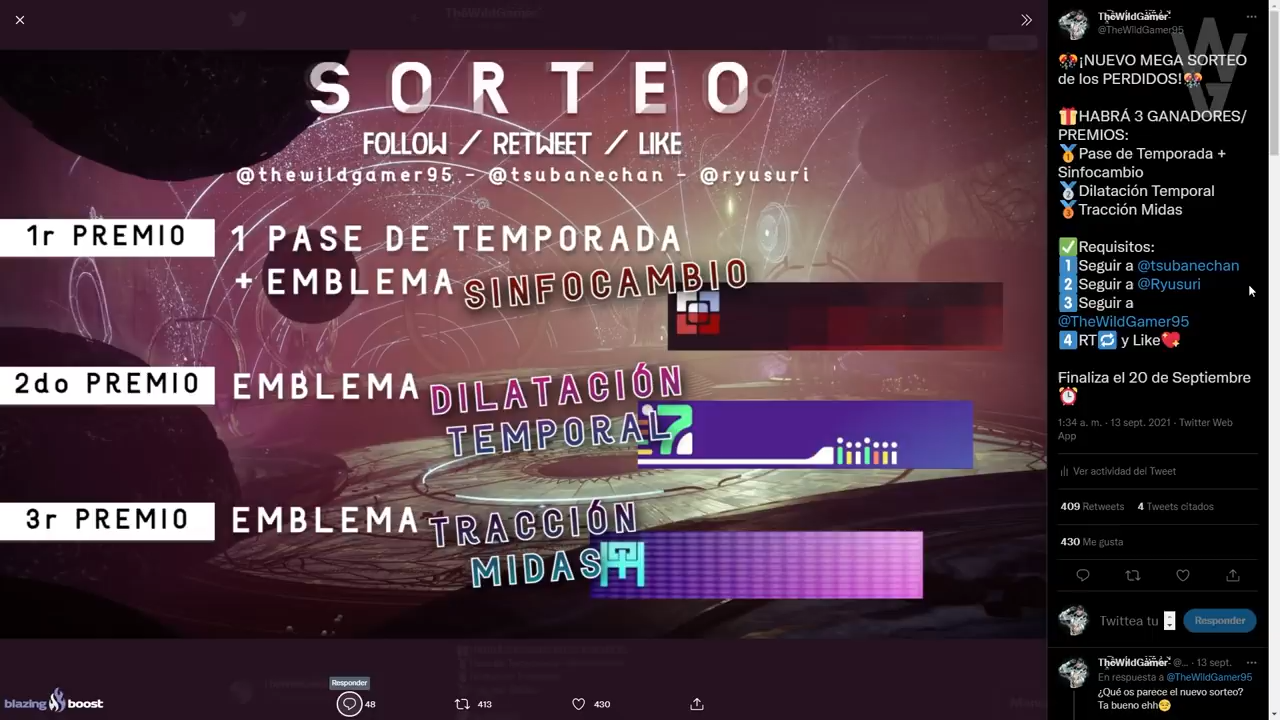 SORTEO
FOLLOW / RETWEET / LIKE
@thewildgamer95 - @tsubanechan - @ryusuri
1r PREMIO
1 PASE DE TEMPORADA
+ EMBLEMA SINFOCAMBIO
2do PREMIO
EMBLEMA DILATACIÓN
TEMPORAL
3r PREMIO
EMBLEMA TRACCIÓN
MIDAS
blazing boost
Responder
48
413
430
TheWildGamer
@TheWildGamer95
¡NUEVO MEGA SORTEO
de los PERDIDOS!
HABRÁ 3 GANADORES/
PREMIOS:
🥇Pase de Temporada +
Sinfocambio
🥈Dilatación Temporal
🥉Tracción Midas
✅Requisitos:
1 Seguir a @tsubanechan
2 Seguir a @Ryusuri
3 Seguir a
@TheWildGamer95
4 RT🔁 y Like💖
Finaliza el 20 de Septiembre
⏰
1:34 a. m. · 13 sept. 2021 · Twitter Web
App
Ver actividad del Tweet
409 Retweets 4 Tweets citados
430 Me gusta
Twittea tu
Responder
TheWildGamer @... · 13 sept.
En respuesta a @TheWildGamer95
¿Qué os parece el nuevo sorteo?
Ta bueno ehh